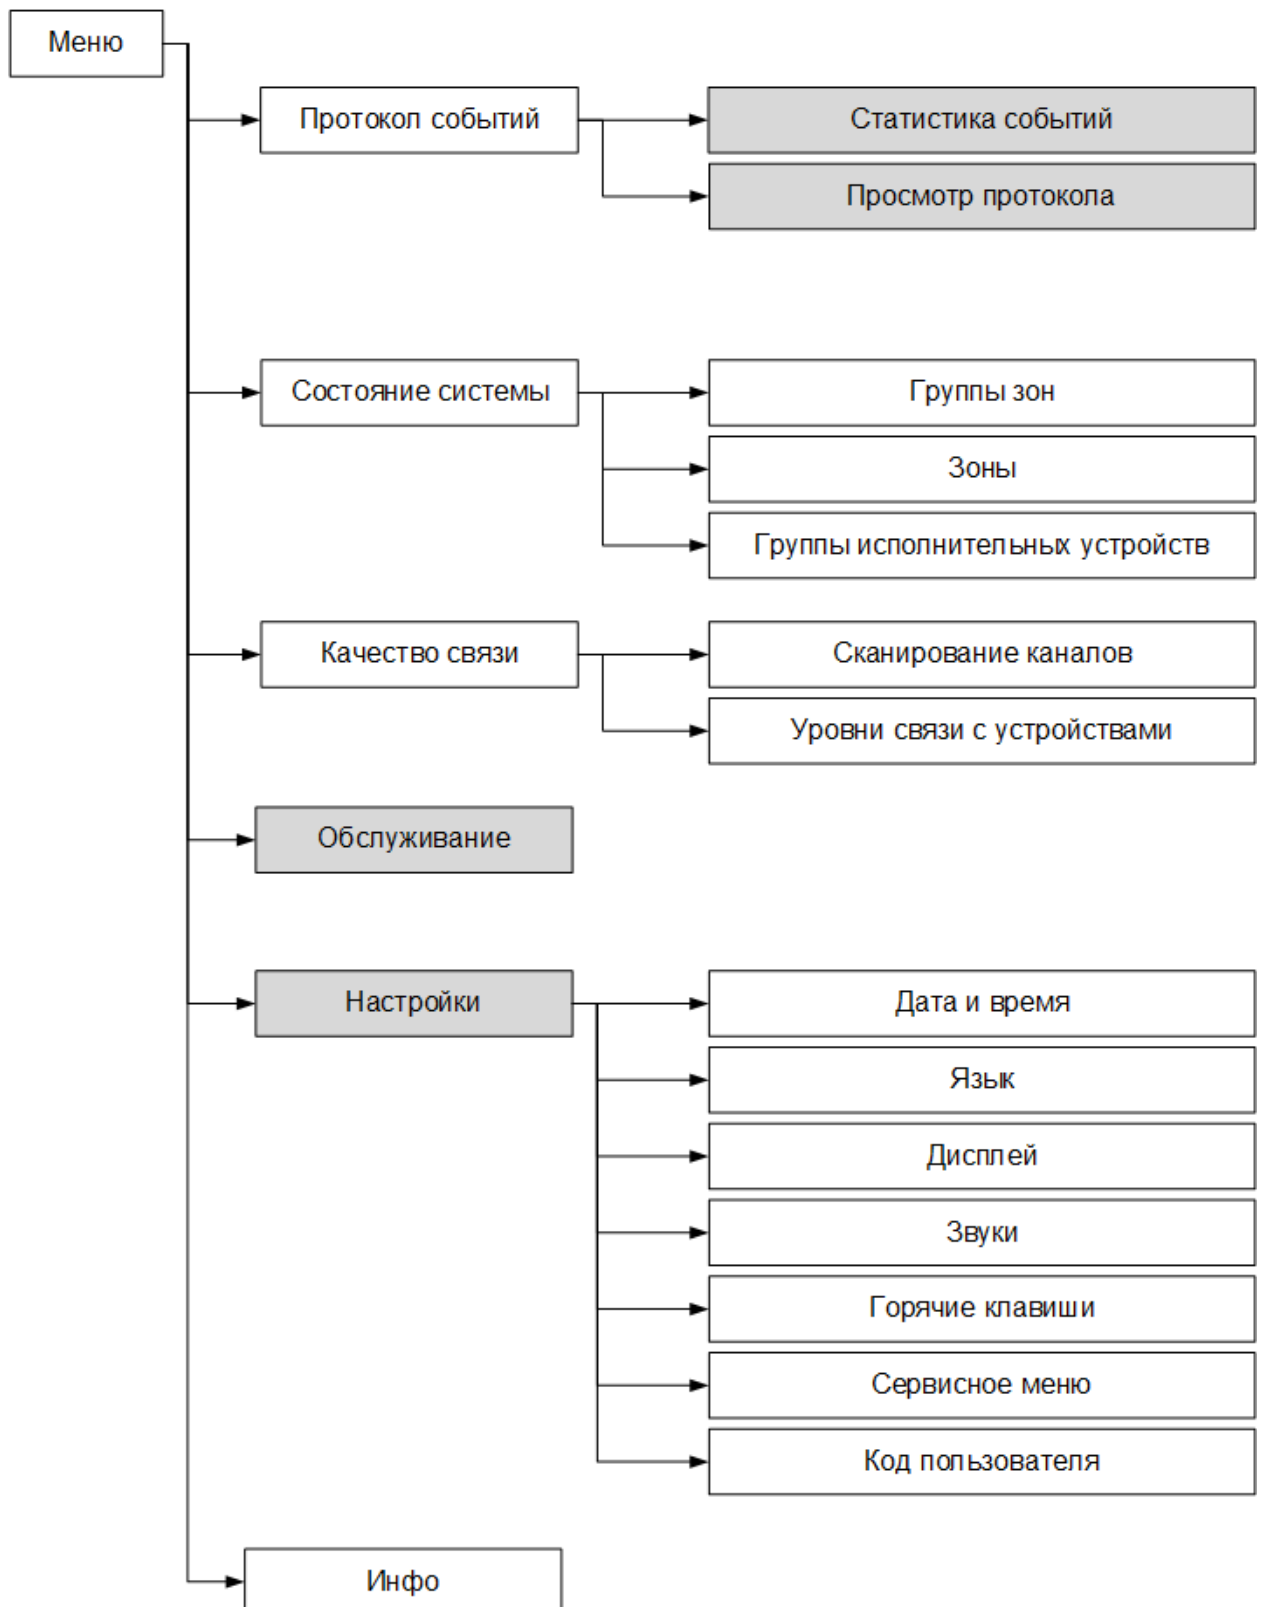 Меню
Протокол событий
Статистика событий
Просмотр протокола
Состояние системы
Группы зон
Зоны
Группы исполнительных устройств
Качество связи
Сканирование каналов
Уровни связи с устройствами
Обслуживание
Настройки
Дата и время
Язык
Дисплей
Звуки
Горячие клавиши
Сервисное меню
Код пользователя
Инфо